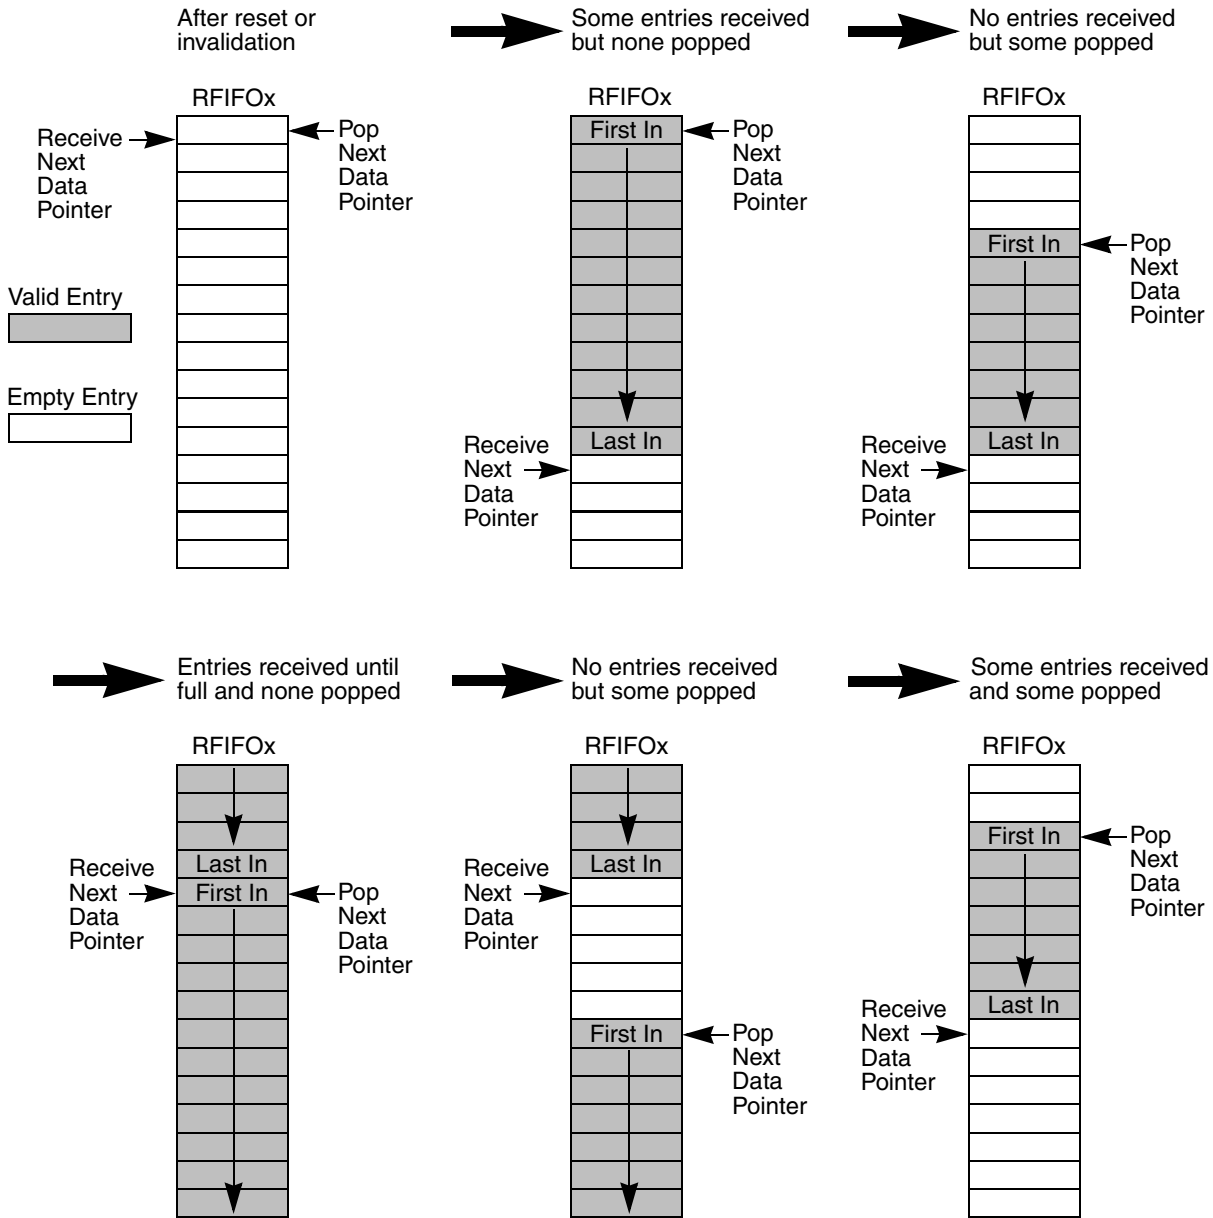 After reset or
invalidation
Some entries received
but none popped
No entries received
but some popped
RFIFOx
Receive
Next
Data
Pointer
Pop
Next
Data
Pointer
Valid Entry
Empty Entry
RFIFOx
First In
Pop
Next
Data
Pointer
Last In
Receive
Next
Data
Pointer
RFIFOx
First In
Pop
Next
Data
Pointer
Last In
Receive
Next
Data
Pointer
Entries received until
full and none popped
No entries received
but some popped
Some entries received
and some popped
RFIFOx
Last In
First In
Receive
Next
Data
Pointer
Pop
Next
Data
Pointer
RFIFOx
Last In
Receive
Next
Data
Pointer
First In
Pop
Next
Data
Pointer
RFIFOx
First In
Pop
Next
Data
Pointer
Last In
Receive
Next
Data
Pointer